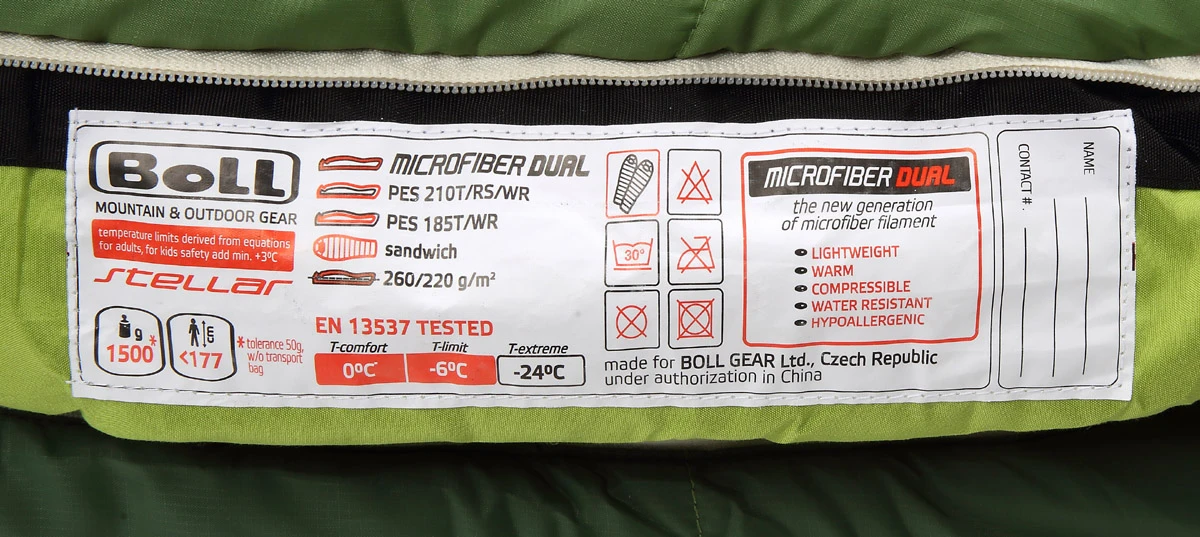 BOLL
MOUNTAIN & OUTDOOR GEAR
temperature limits derived from equations
for adults, for kids safety add min. +3ºC
stellar
g
1500*
cm
<177
*tolerance 50g,
w/o transport
bag
MICROFIBER DUAL
PES 210T/RS/WR
PES 185T/WR
sandwich
260/220 g/m²
EN 13537 TESTED
T-comfort T-limit T-extreme
0ºC -6ºC -24ºC
30°
MICROFIBER DUAL
the new generation
of microfiber filament
LIGHTWEIGHT
WARM
COMPRESSIBLE
WATER RESISTANT
HYPOALLERGENIC
made for BOLL GEAR Ltd., Czech Republic
under authorization in China
NAME
CONTACT #.